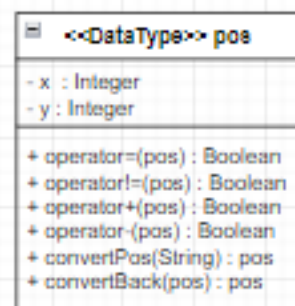 <<DataType>> pos
- x : Integer
- y : Integer
+ operator=(pos) : Boolean
+ operator!=(pos) : Boolean
+ operator+(pos) : Boolean
+ operator-(pos) : Boolean
+ convertPos(String) : pos
+ convertBack(pos) : pos